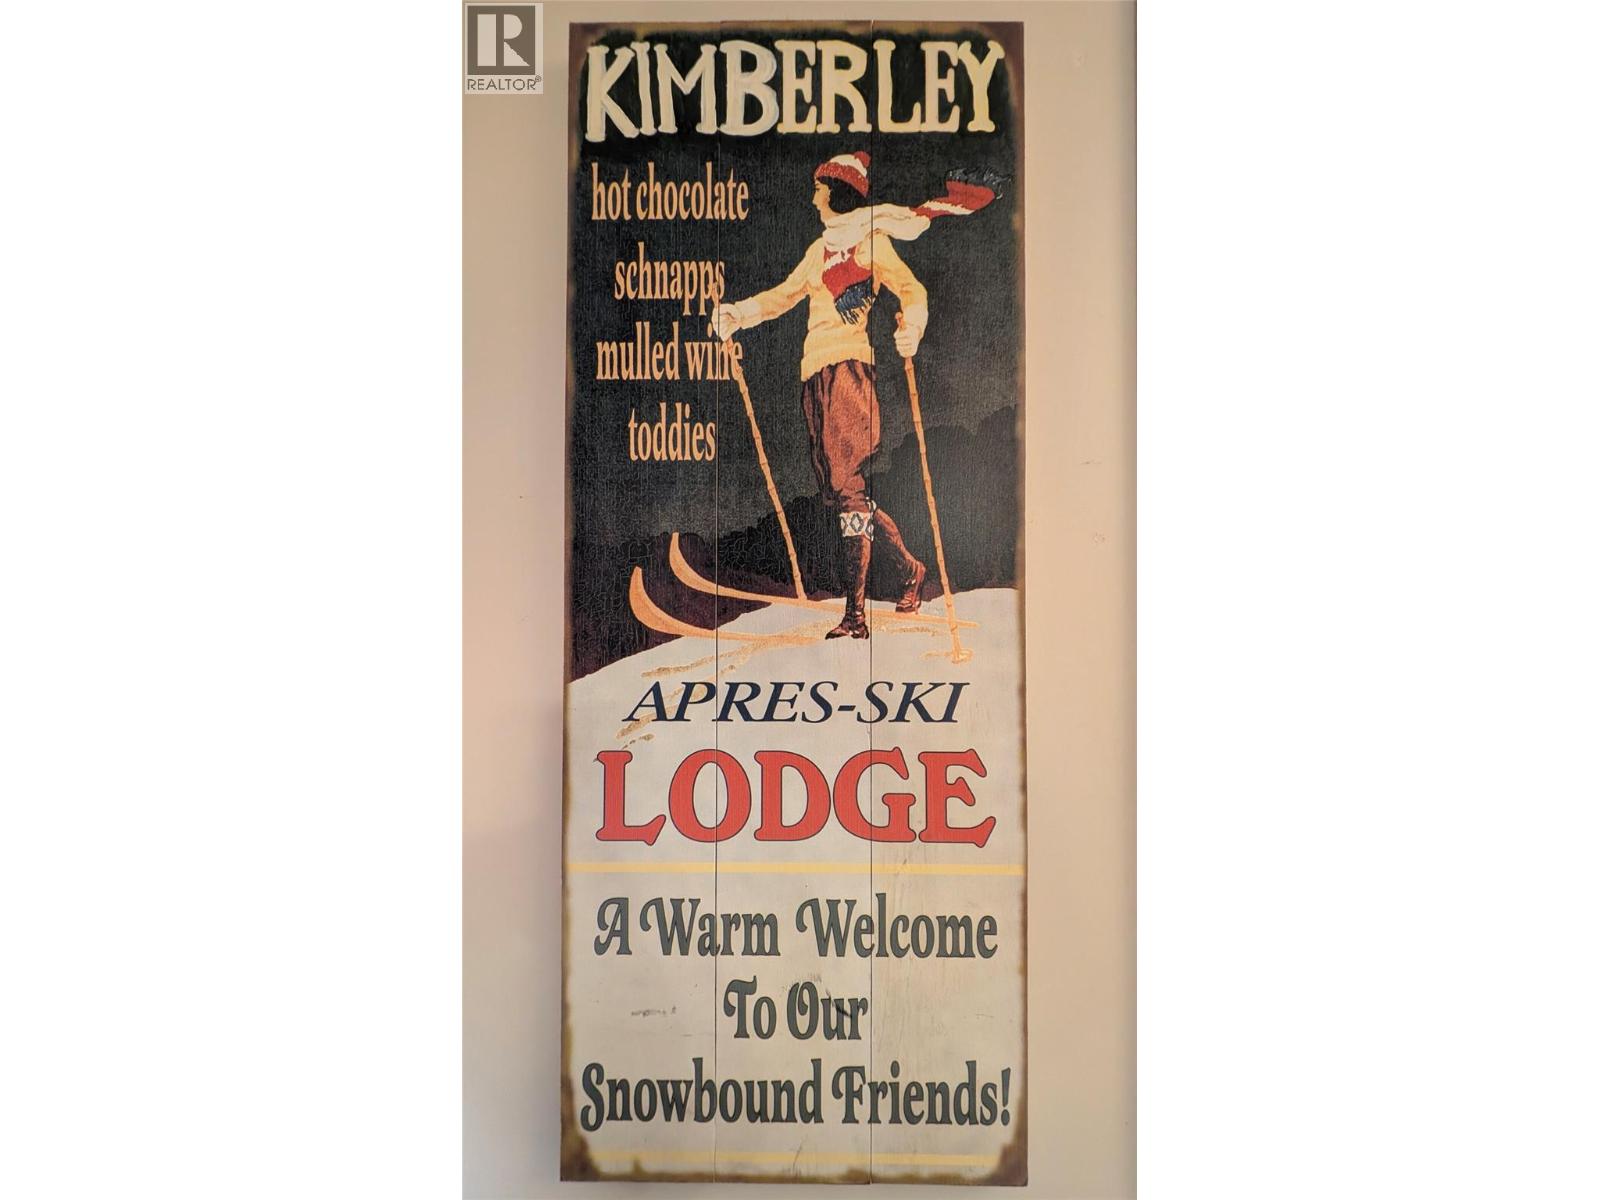 R
REALTOR®
KIMBERLEY
hot chocolate
schnapps
mulled wine
toddies
APRES-SKI
LODGE
A Warm Welcome
To Our
Snowbound Friends!